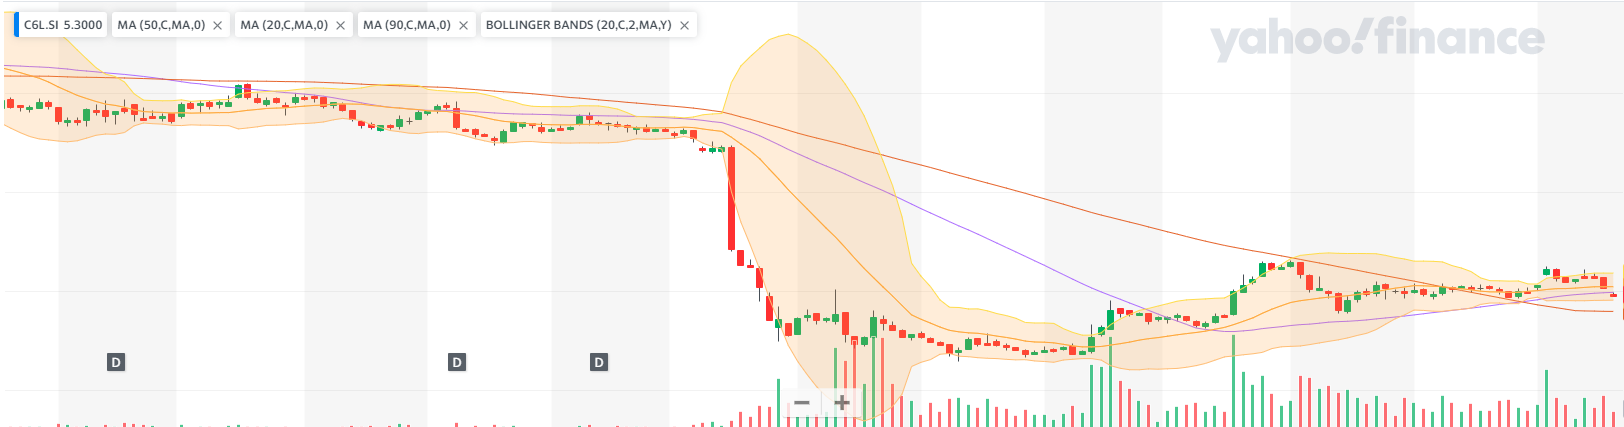 C6L.SI 5.3000 MA (50,C,MA,0) MA (20,C,MA,0) MA (90,C,MA,0) BOLLINGER BANDS (20,C,2,MA,Y)
yahoo!finance
D D D